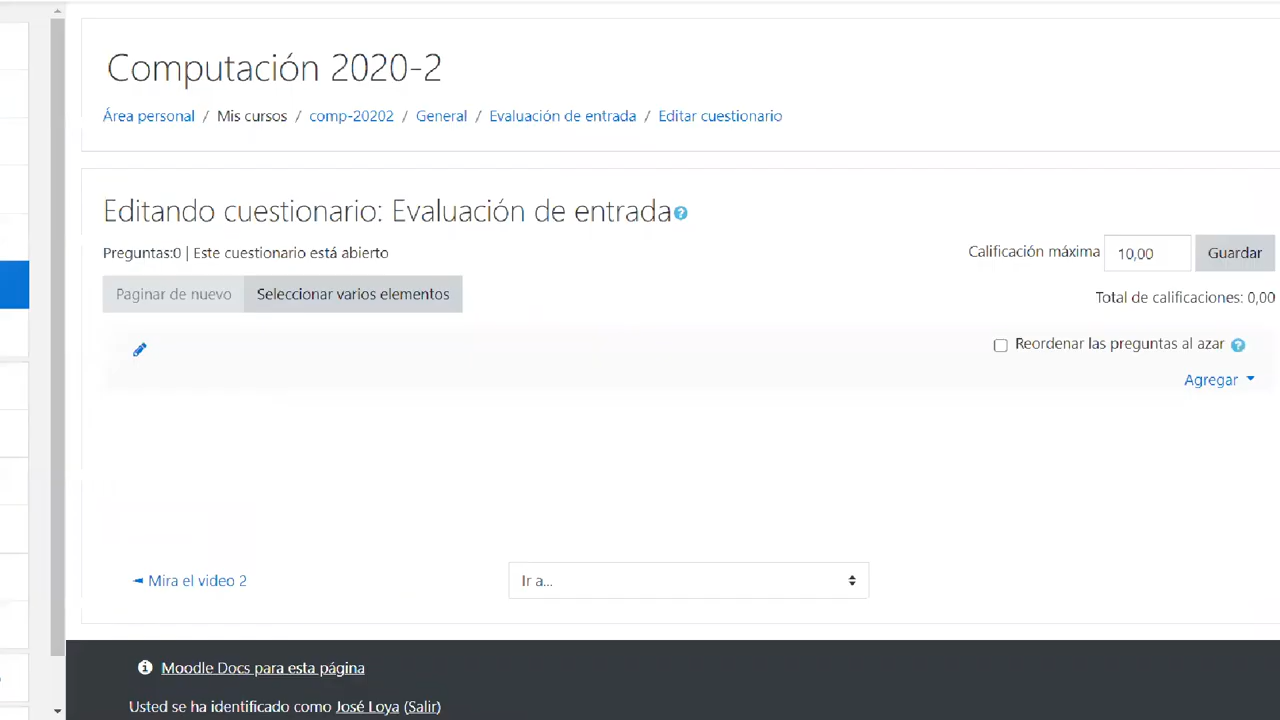 Computación 2020-2
Área personal / Mis cursos / comp-20202 / General / Evaluación de entrada / Editar cuestionario
Editando cuestionario: Evaluación de entrada
Preguntas:0 | Este cuestionario está abierto
Calificación máxima 10,00 Guardar
Paginar de nuevo Seleccionar varios elementos
Total de calificaciones: 0,00
Reordenar las preguntas al azar
Agregar
◄ Mira el video 2
Ir a...
Moodle Docs para esta página
Usted se ha identificado como José Loya (Salir)